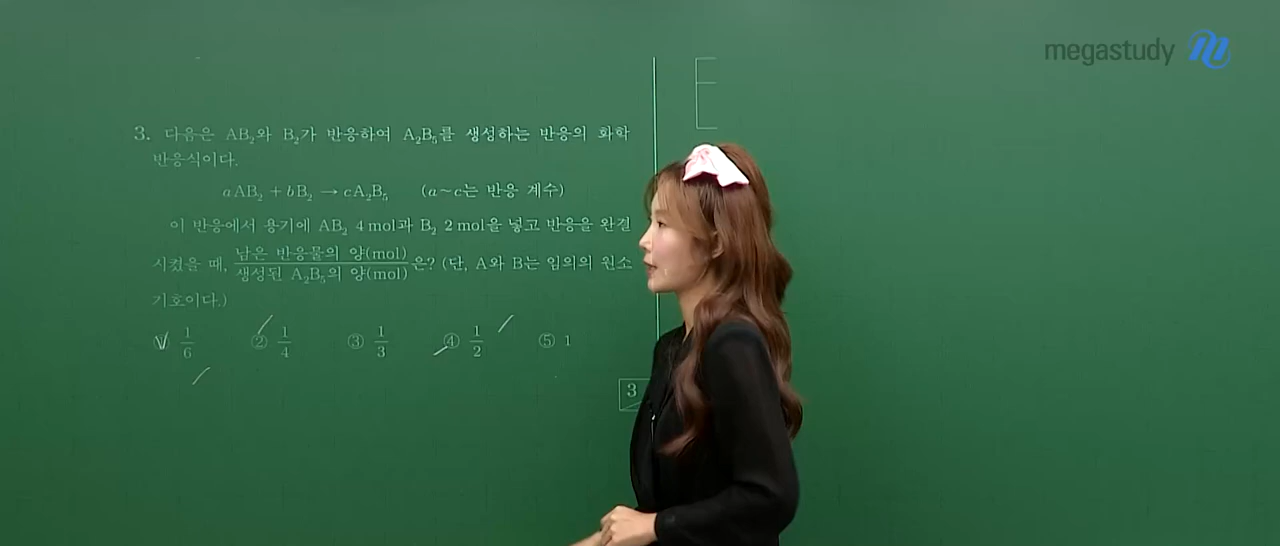 megastudy
3. 다음은 AB₂와 B₂가 반응하여 A₂B₅를 생성하는 반응의 화학
반응식이다.
aAB₂ + bB₂ → cA₂B₅ (a~c는 반응 계수)
이 반응에서 용기에 AB₂ 4 mol과 B₂ 2 mol을 넣고 반응을 완결
시켰을 때, 남은 반응물의 양(mol)/생성된 A₂B₅의 양(mol) 은? (단, A와 B는 임의의 원소
기호이다.)
① 1/6 ② 1/4 ③ 1/3 ④ 1/2 ⑤ 1
3